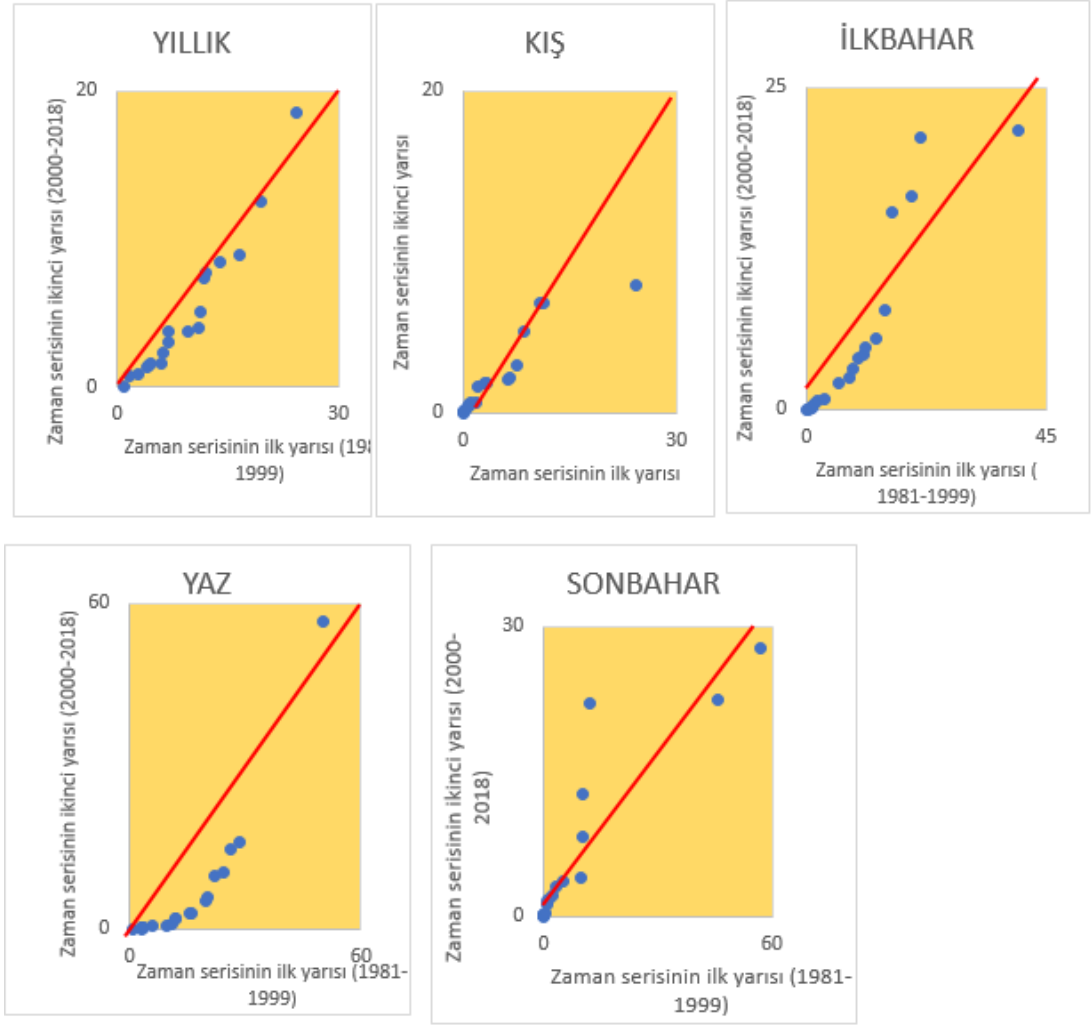 YILLIK
Zaman serisinin ikinci yarısı (2000-2018)
20
0
0
30
Zaman serisinin ilk yarısı (198
1999)
KIŞ
Zaman serisinin ikinci yarısı
20
0
0
30
Zaman serisinin ilk yarısı
İLKBAHAR
Zaman serisinin ikinci yarısı (2000-2018)
25
0
0
45
Zaman serisinin ilk yarısı (
1981-1999)
YAZ
Zaman serisinin ikinci yarısı (2000-2018)
60
0
0
60
Zaman serisinin ilk yarısı (1981-
1999)
SONBAHAR
Zaman serisinin ikinci yarısı (2000-
2018)
30
0
0
60
Zaman serisinin ilk yarısı (1981-
1999)